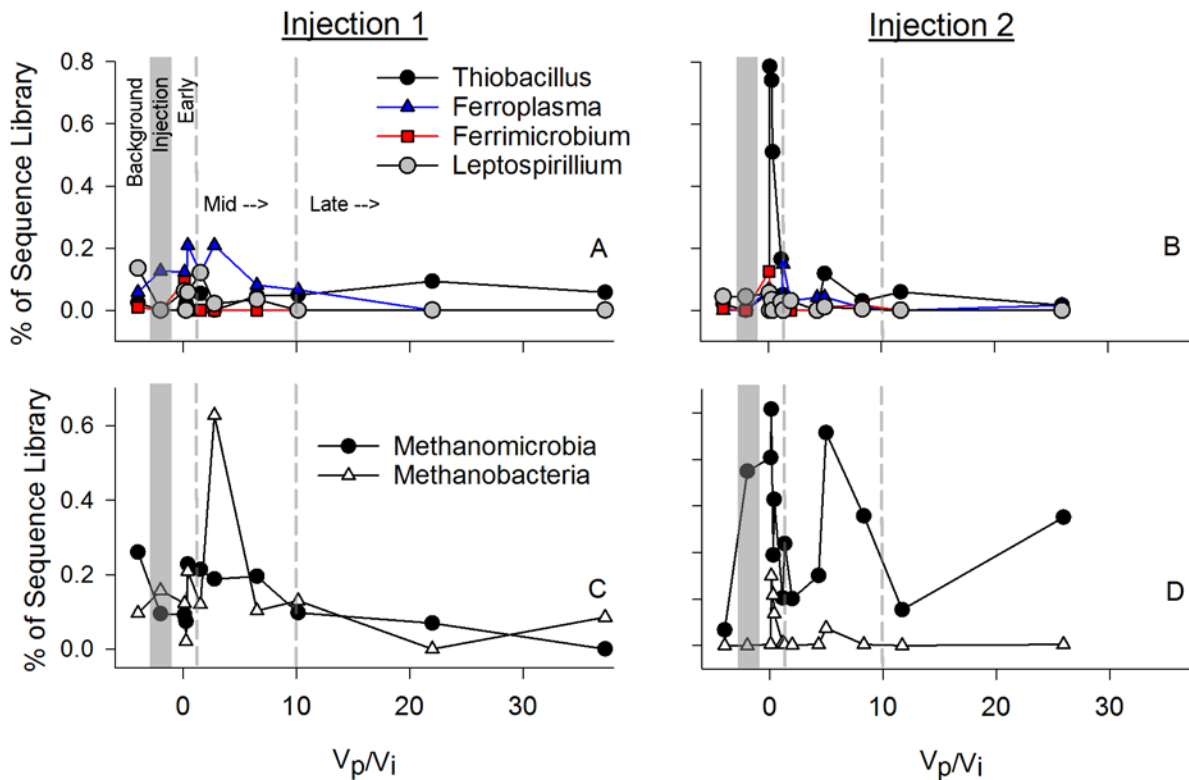 Injection 1
Injection 2
% of Sequence Library
0.8
0.6
0.4
0.2
0.0
Background
Injection
Early
Mid -->
Late -->
Thiobacillus
Ferroplasma
Ferrimicrobium
Leptospirillium
A
B
% of Sequence Library
0.6
0.4
0.2
0.0
Methanomicrobia
Methanobacteria
C
D
0 10 20 30
0 10 20 30
Vp/Vi
Vp/Vi